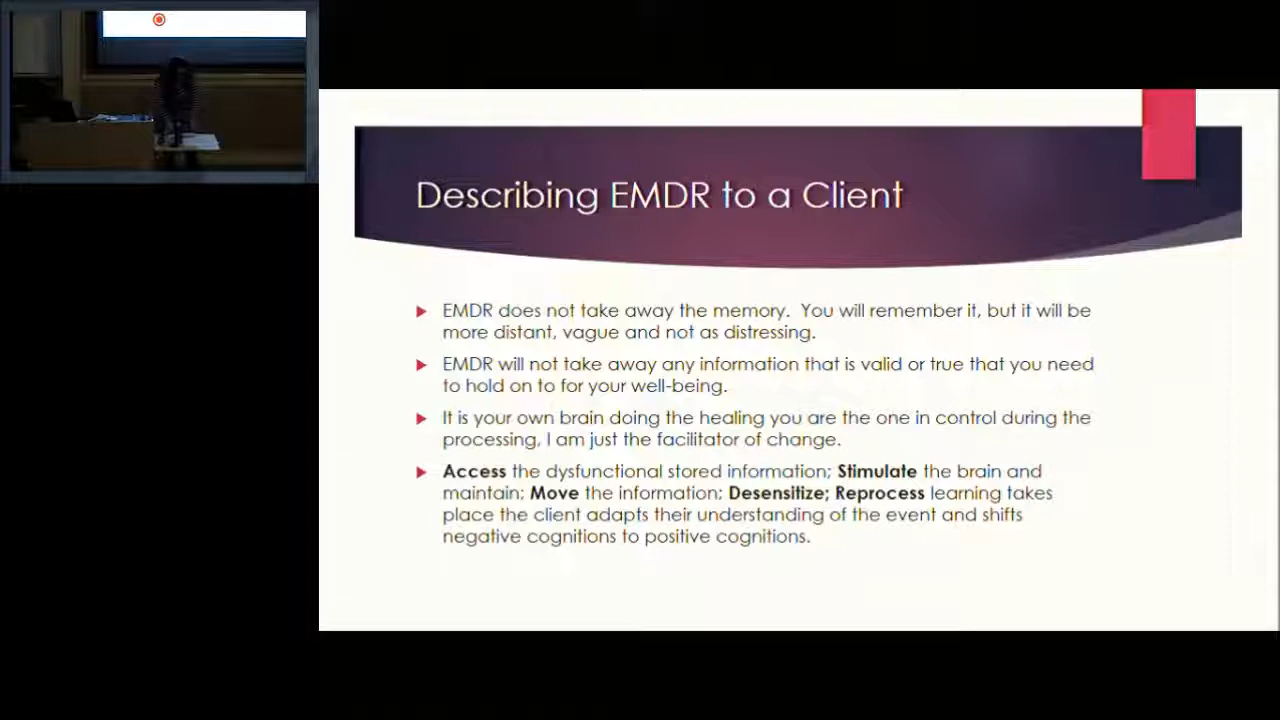 Describing EMDR to a Client
EMDR does not take away the memory.  You will remember it, but it will be
more distant, vague and not as distressing.
EMDR will not take away any information that is valid or true that you need
to hold on to for your well-being.
It is your own brain doing the healing you are the one in control during the
processing, I am just the facilitator of change.
Access the dysfunctional stored information; Stimulate the brain and
maintain; Move the information; Desensitize; Reprocess learning takes
place the client adapts their understanding of the event and shifts
negative cognitions to positive cognitions.